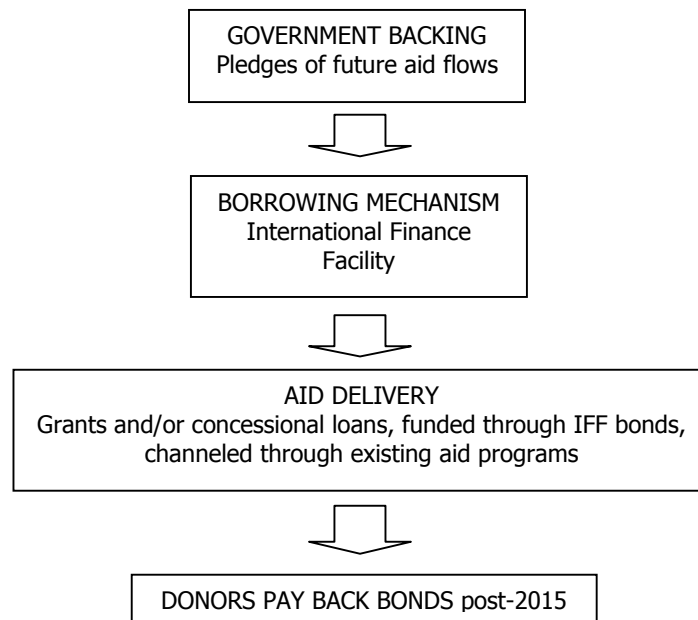 GOVERNMENT BACKING
Pledges of future aid flows
BORROWING MECHANISM
International Finance
Facility
AID DELIVERY
Grants and/or concessional loans, funded through IFF bonds,
channeled through existing aid programs
DONORS PAY BACK BONDS post-2015